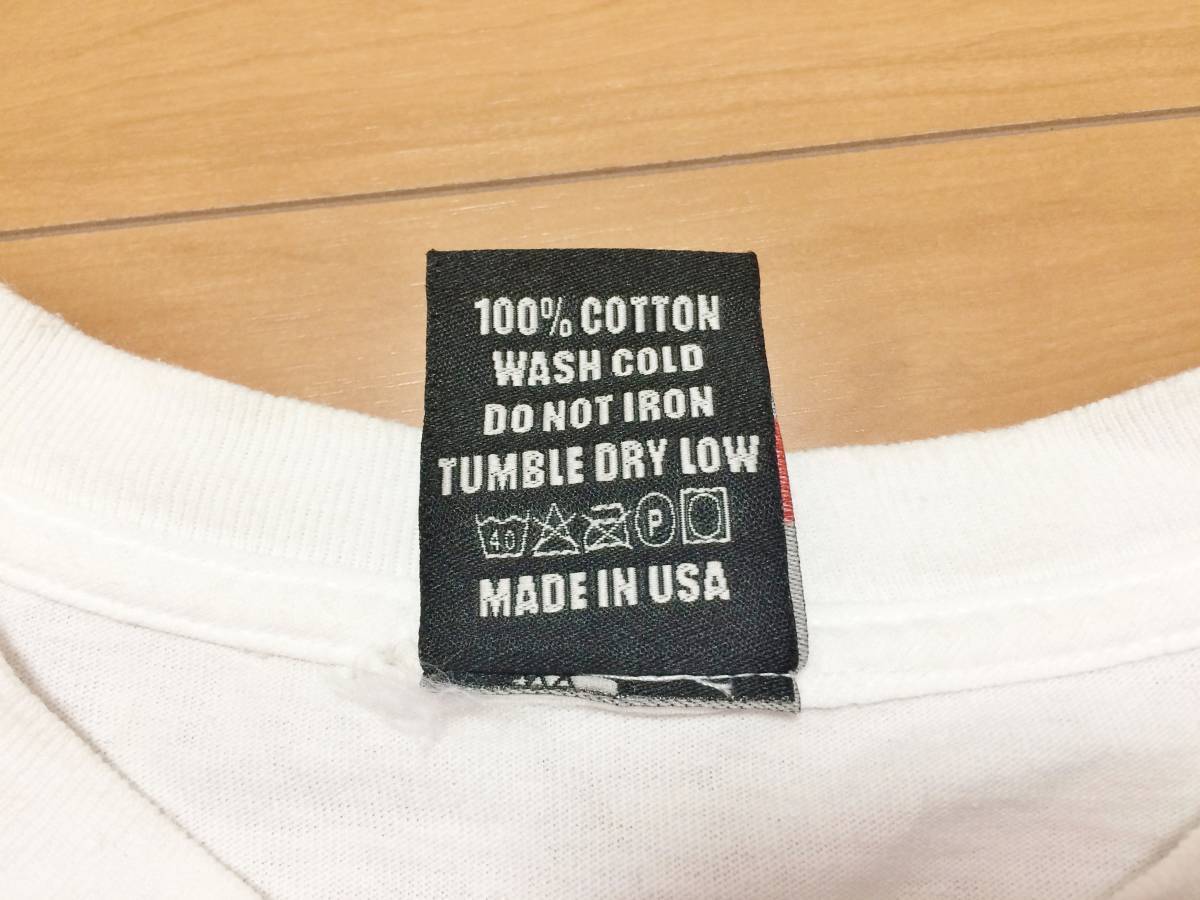 100% COTTON
WASH COLD
DO NOT IRON
TUMBLE DRY LOW
40 P
MADE IN USA